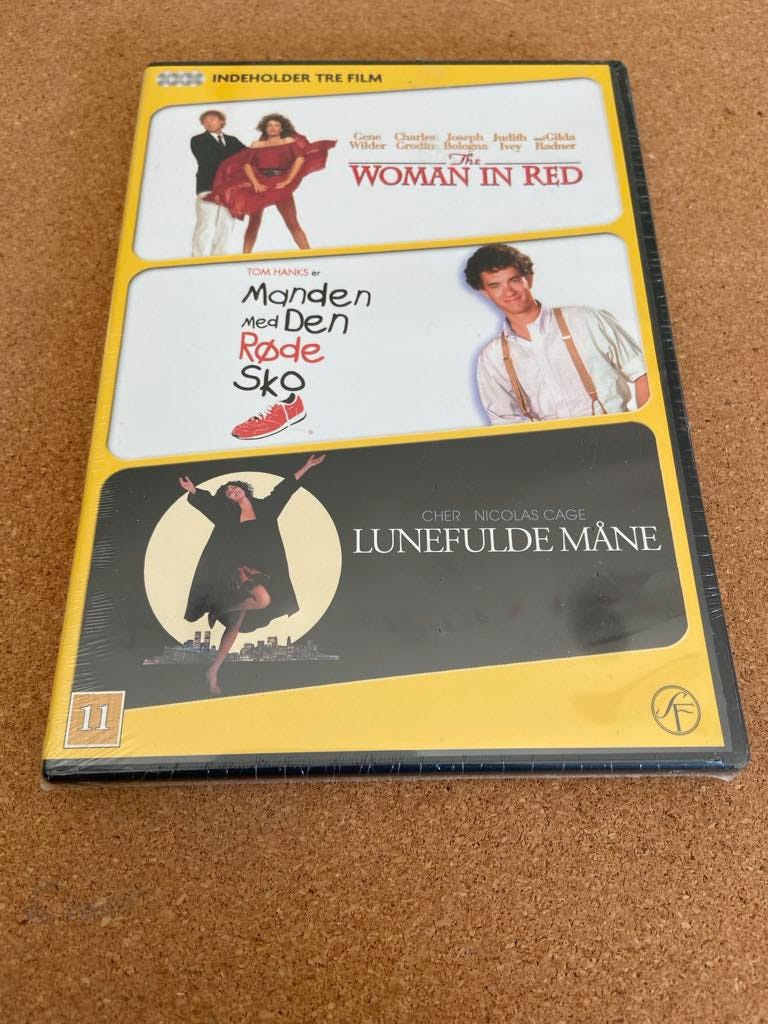 INDEHOLDER TRE FILM
Gene Wilder Charles Grodin Joseph Bologna Judith Ivey and Gilda Radner
The
WOMAN IN RED
TOM HANKS er
Manden
med Den
Røde
Sko
CHER NICOLAS CAGE
LUNEFULDE MÅNE
11
SF